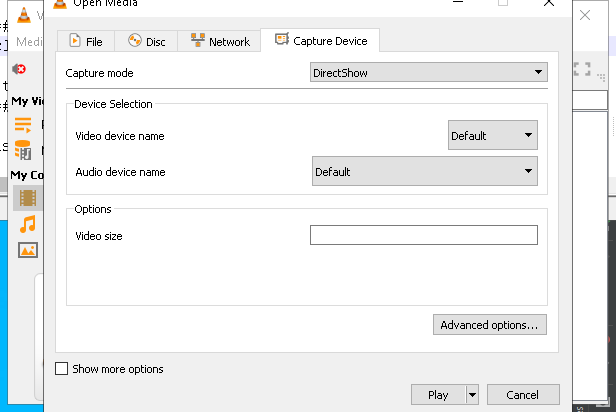 Open Media
Medi
File
Disc
Network
Capture Device
Capture mode
DirectShow
My Vi
Device Selection
Video device name
Default
Audio device name
Default
My Co
Options
Video size
Advanced options...
Show more options
Play
Cancel